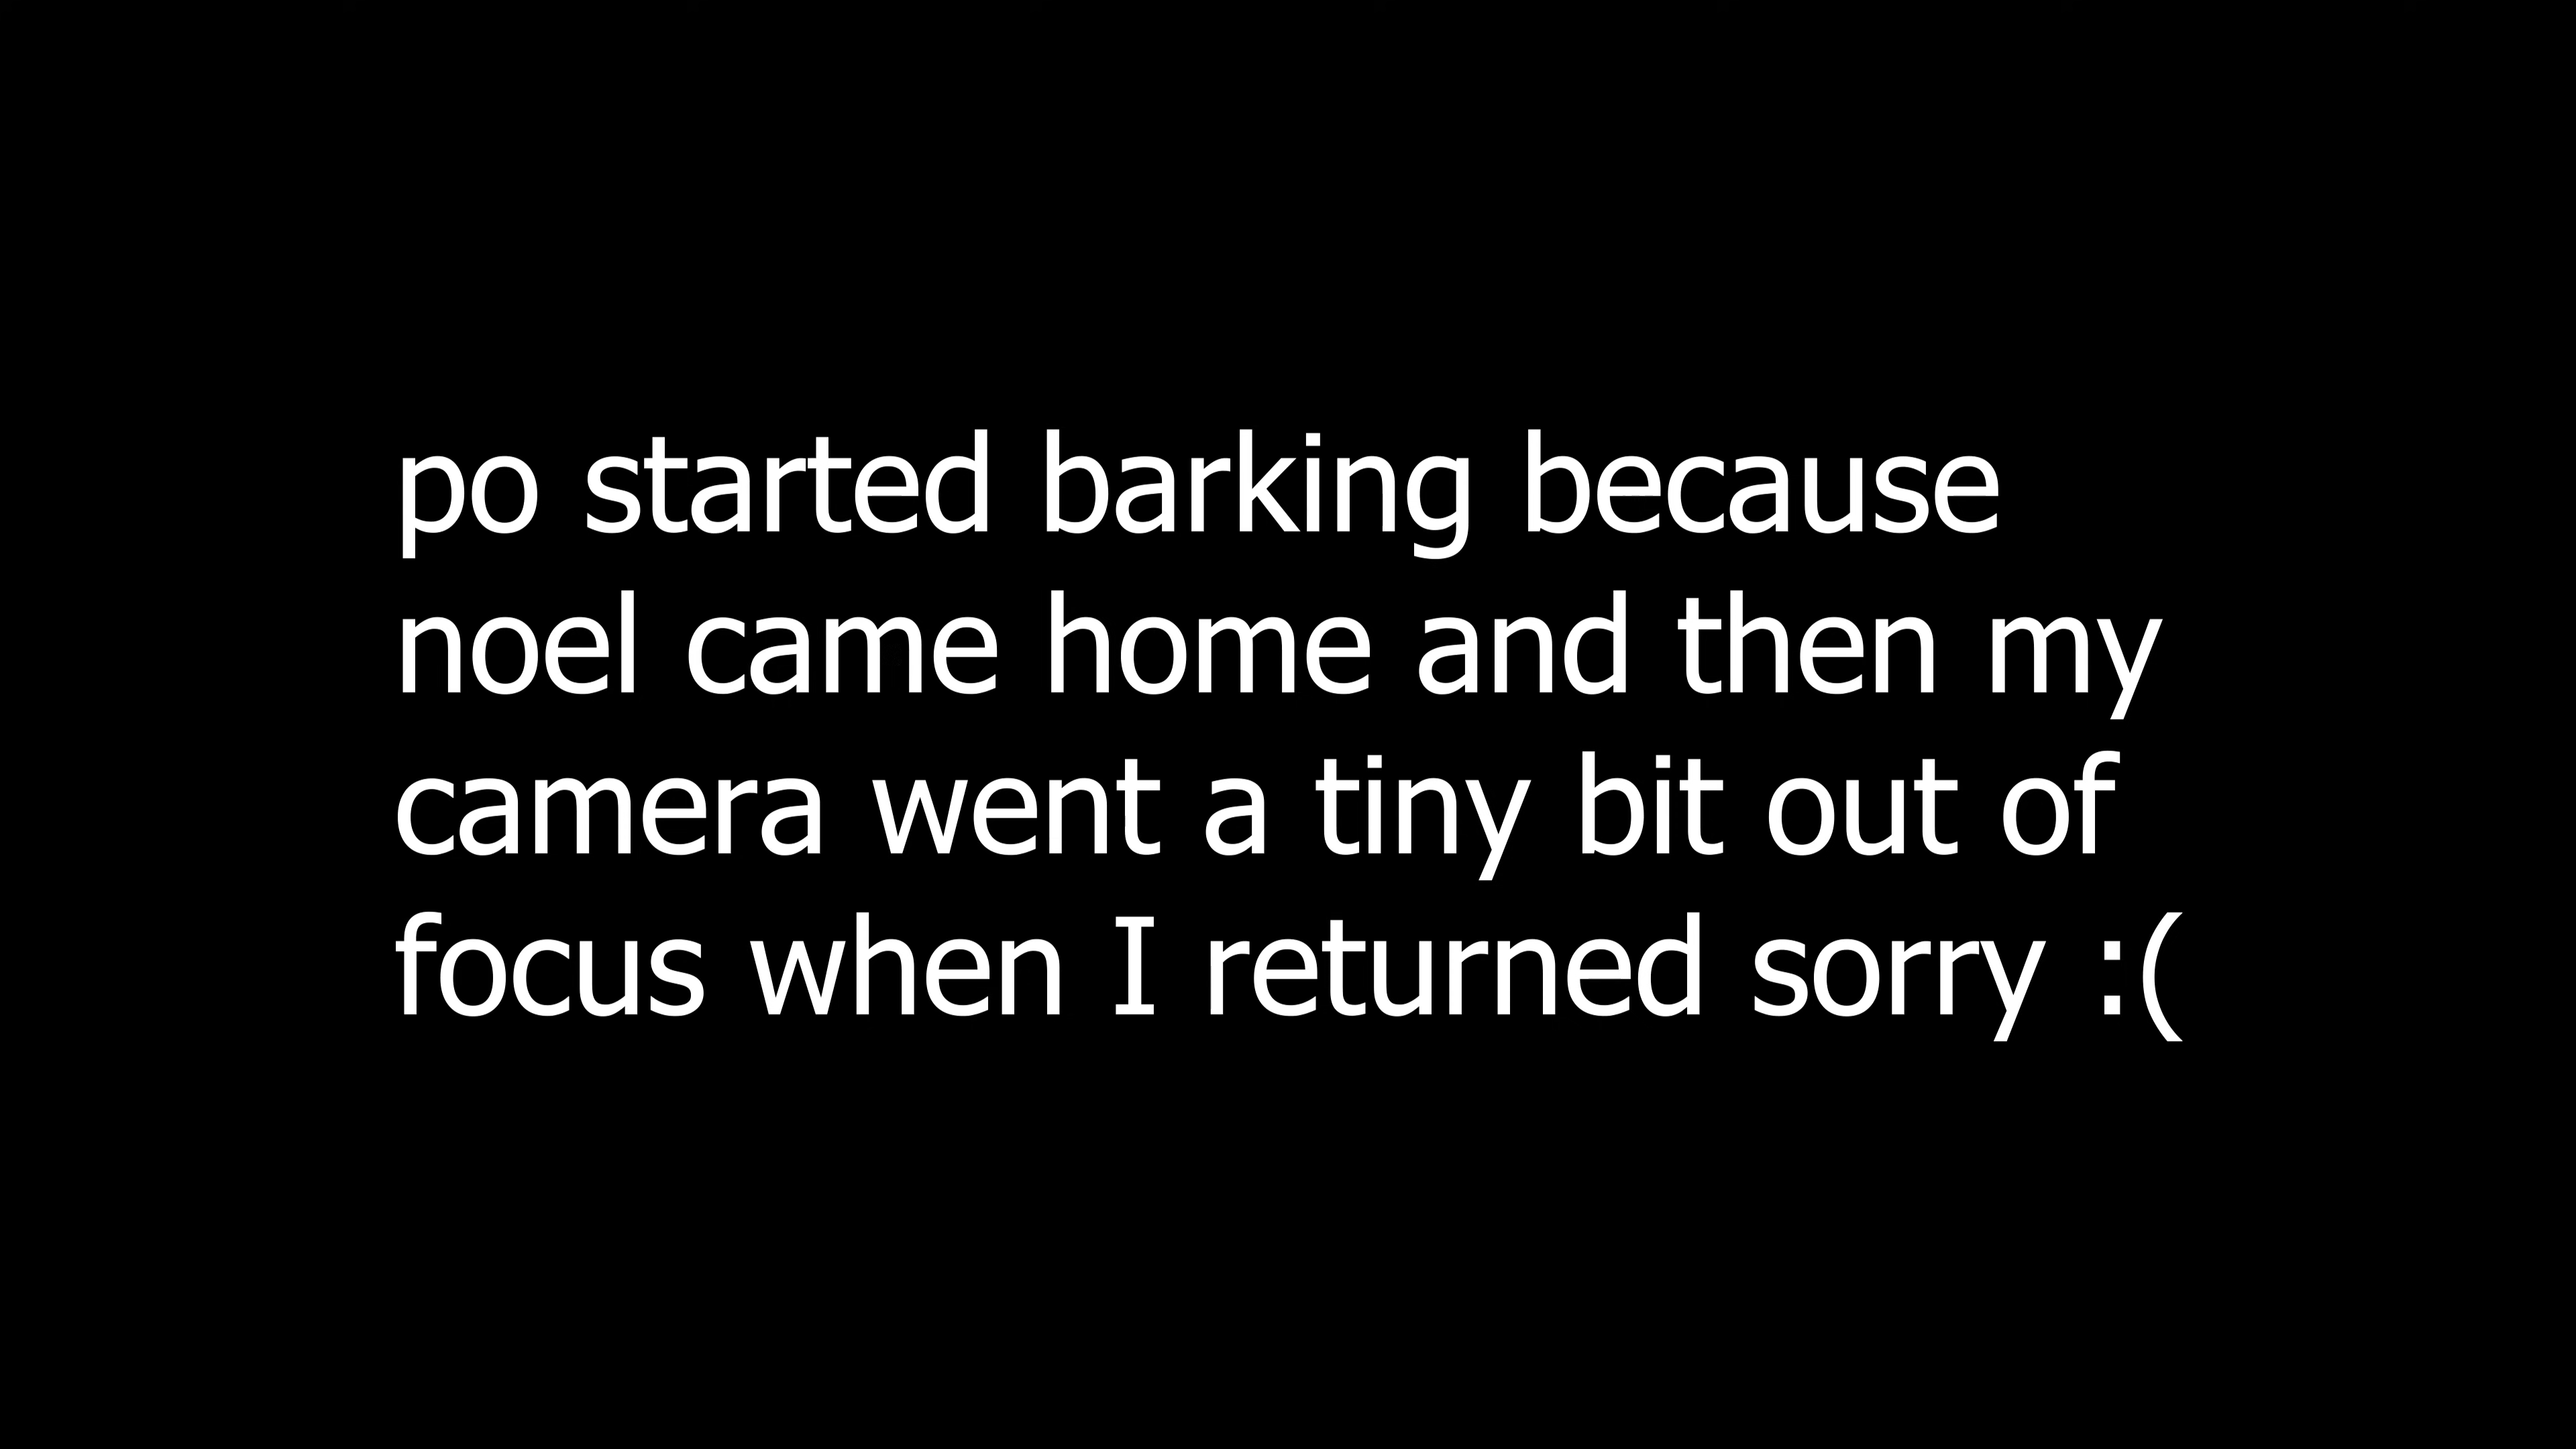 po started barking because
noel came home and then my
camera went a tiny bit out of
focus when I returned sorry :(